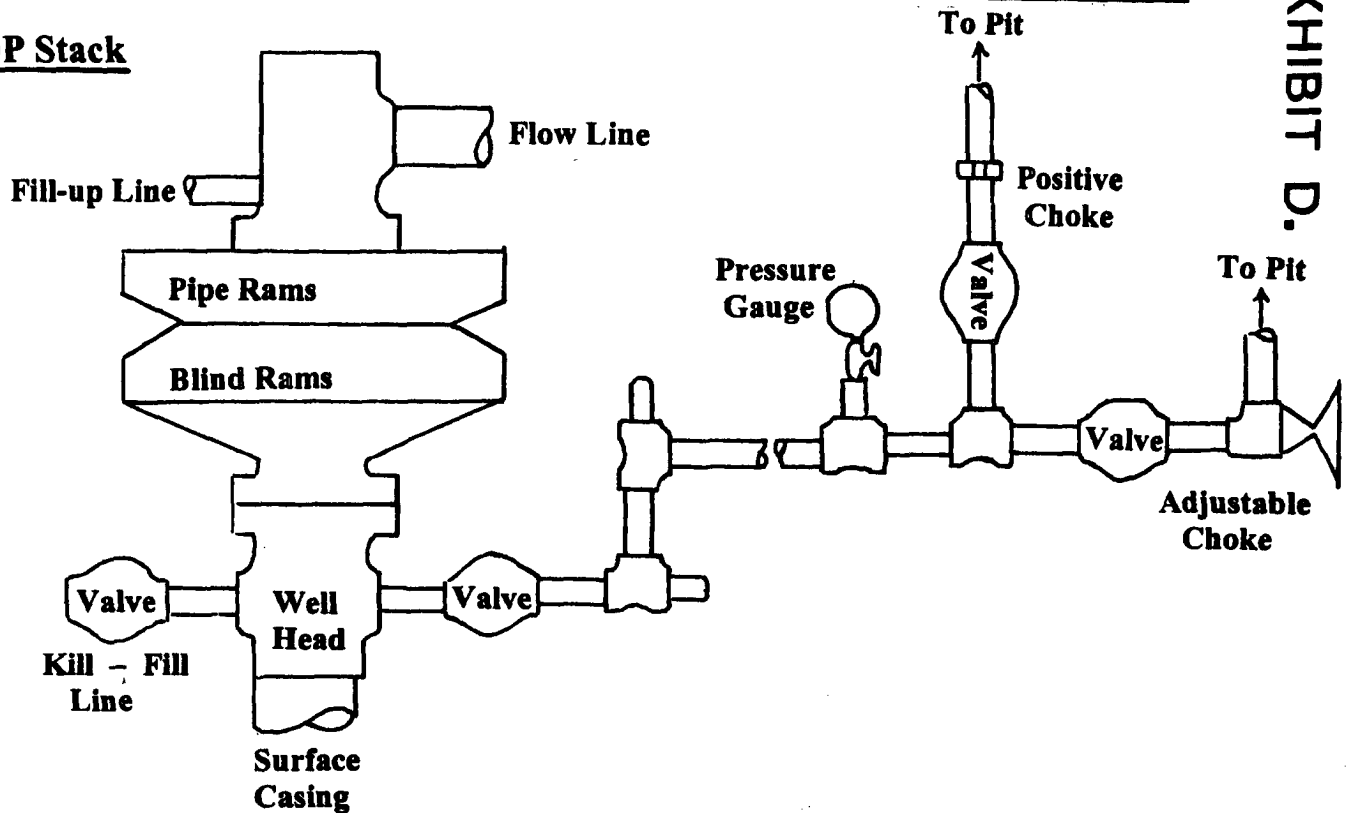 P Stack
To Pit
KHIBIT D.
Flow Line
Fill-up Line
Positive
Choke
Pressure
Gauge
Valve
To Pit
Pipe Rams
Blind Rams
Valve
Adjustable
Choke
Valve
Well
Head
Valve
Kill – Fill
Line
Surface
Casing